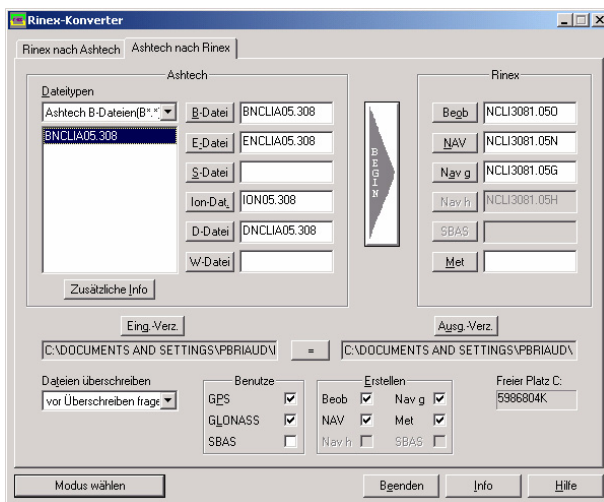 Rinex-Konverter
Rinex nach Ashtech
Ashtech nach Rinex
Ashtech
Dateitypen
Ashtech B-Dateien(B*.*
BNCLIA05.308
B-Datei BNCLIA05.308
E-Datei ENCLIA05.308
S-Datei
Ion-Dat. ION05.308
D-Datei DNCLIA05.308
W-Datei
Zusätzliche Info
BEGIN
Rinex
Beob NCLI3081.05O
NAV NCLI3081.05N
Nav g NCLI3081.05G
Nav h NCLI3081.05H
SBAS
Met
Eing.-Verz.
Ausg.-Verz.
C:\DOCUMENTS AND SETTINGS\PBRIAUD\I
=
C:\DOCUMENTS AND SETTINGS\PBRIAUD\
Dateien überschreiben
vor Überschreiben frage
Benutze
GPS
GLONASS
SBAS
Erstellen
Beob Nav g
NAV Met
Nav h SBAS
Freier Platz C:
5986804K
Modus wählen
Beenden
Info
Hilfe